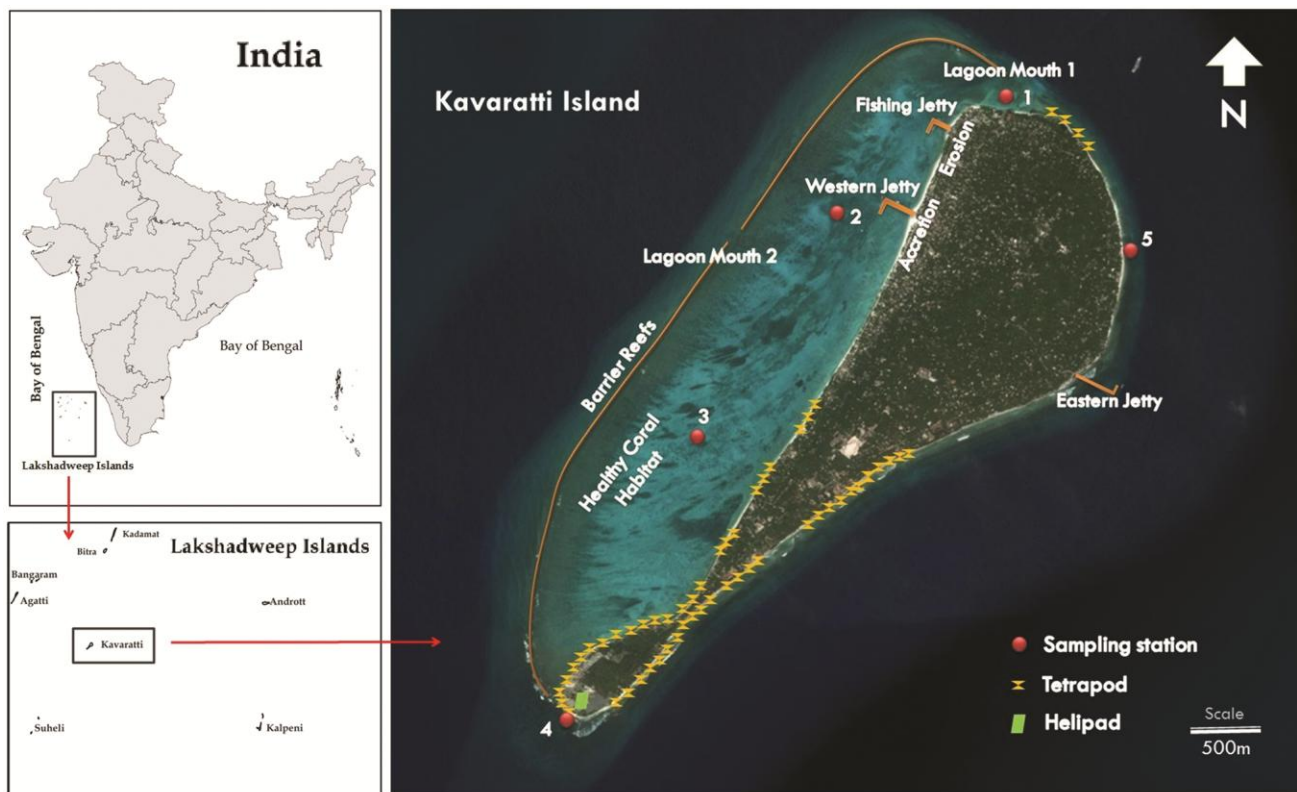 India
Bay of Bengal
Bay of Bengal
Lakshadweep Islands
Lakshadweep Islands
Kadamat
Bitra
Bangaram
Agatti
Andrott
Kavaratti
Suheli
Kalpeni
Kavaratti Island
Lagoon Mouth 1
1
N
Fishing Jetty
Erosion
Western Jetty
2
Accretion
5
Lagoon Mouth 2
Barrier Reefs
Eastern Jetty
3
Healthy Coral
Habitat
4
Sampling station
Tetrapod
Helipad
Scale
500m